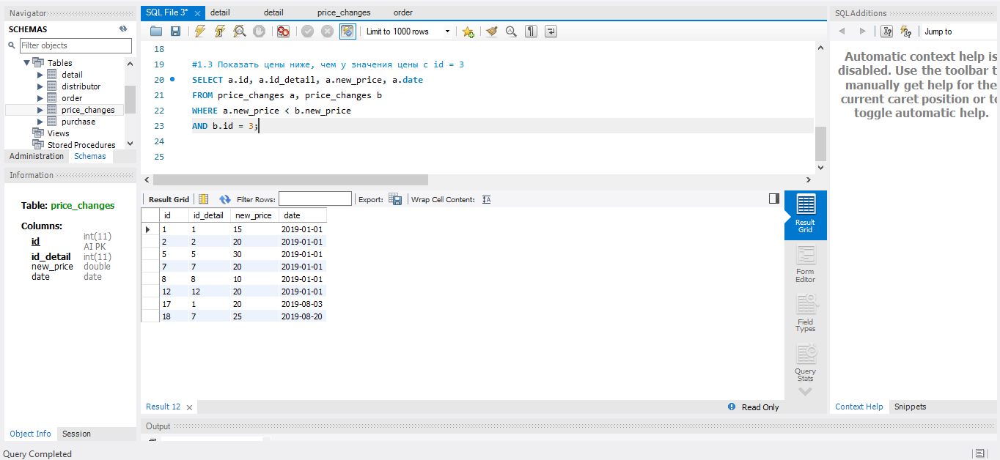 Navigator
SCHEMAS
Filter objects
Tables
detail
distributor
order
price_changes
purchase
Views
Stored Procedures
Administration Schemas
Information
Table: price_changes
Columns:
id int(11)
AI PK
id_detail int(11)
new_price double
date date
Object Info Session
Query Completed
SQL File 3* detail detail price_changes order
Limit to 1000 rows
18
19 #1.3 Показать цены ниже, чем у значения цены с id = 3
20 SELECT a.id, a.id_detail, a.new_price, a.date
21 FROM price_changes a, price_changes b
22 WHERE a.new_price < b.new_price
23 AND b.id = 3;
24
25
Result Grid Filter Rows: Export: Wrap Cell Content:
id id_detail new_price date
1 1 15 2019-01-01
2 2 20 2019-01-01
5 5 30 2019-01-01
7 7 20 2019-01-01
8 8 10 2019-01-01
12 12 20 2019-01-01
17 1 20 2019-08-03
18 7 25 2019-08-20
Result
Grid
Form
Editor
Field
Types
Query
Stats
Result 12 Read Only
Output
SQLAdditions
Jump to
Automatic context help is
disabled. Use the toolbar t
manually get help for the
current caret position or to
toggle automatic help.
Context Help Snippets